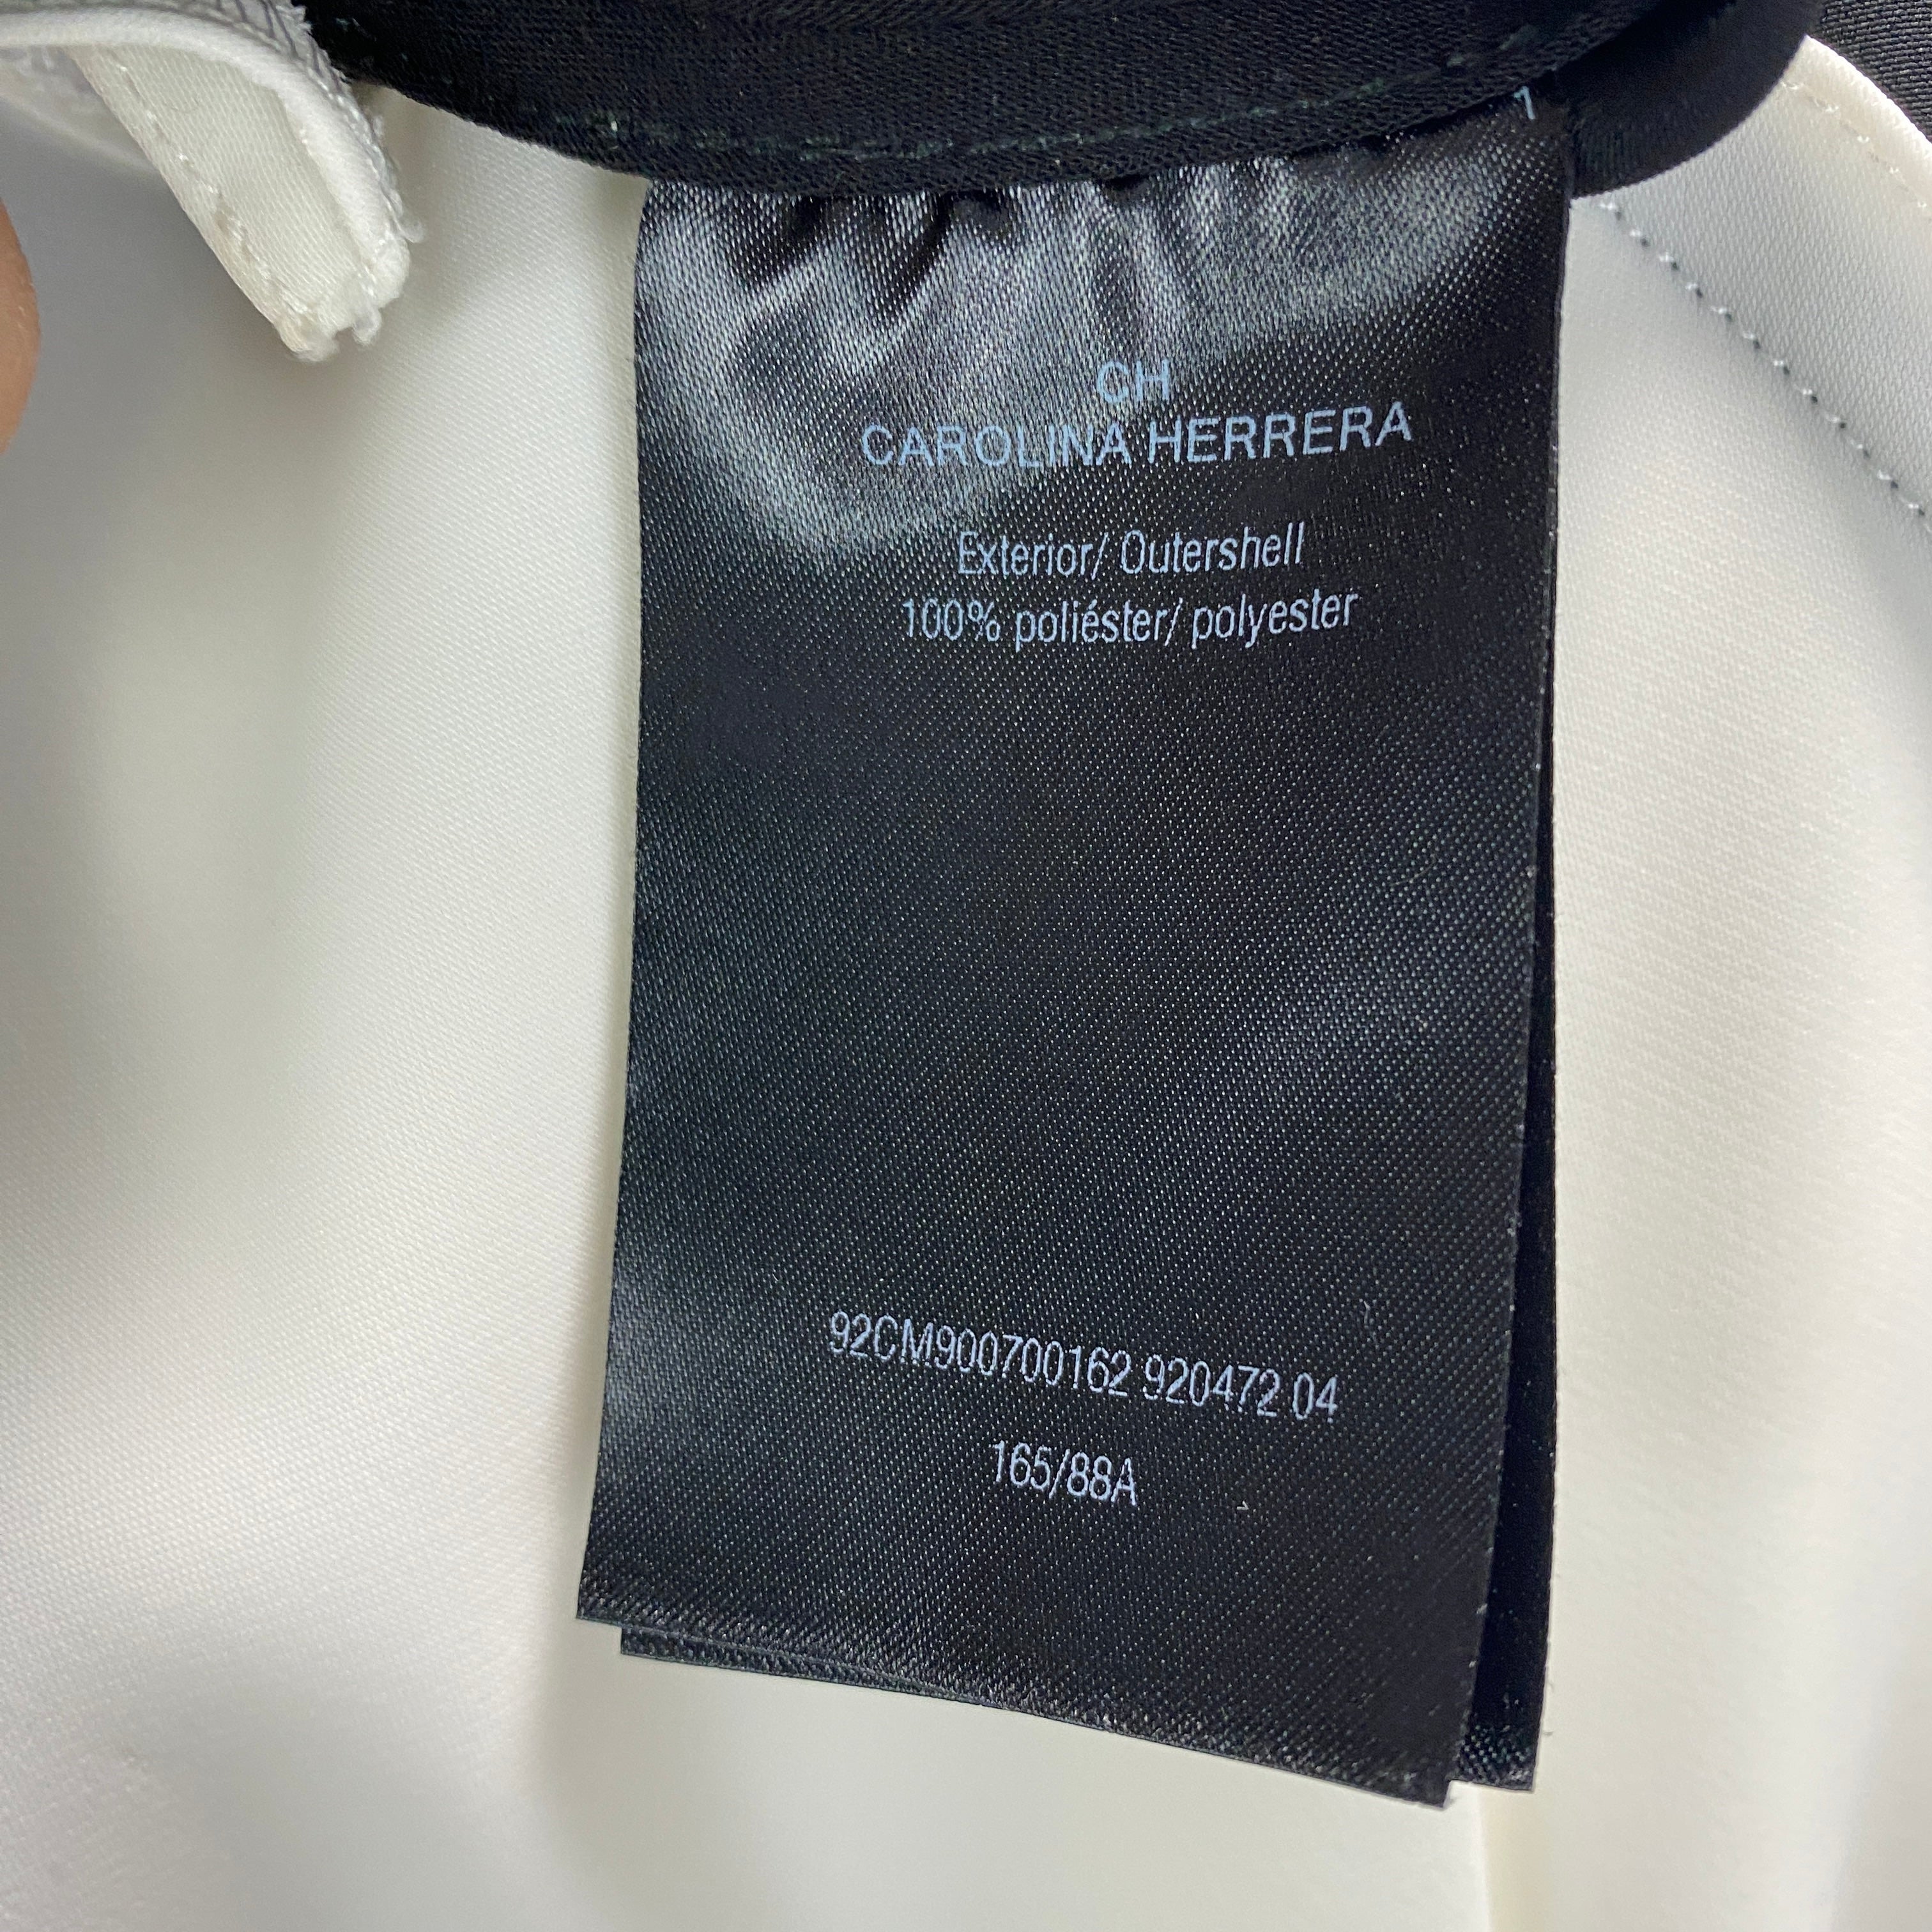 CH
CAROLINA HERRERA
Exterior/ Outershell
100% poliéster/ polyester
92CM900700162 920472 04
165/88A